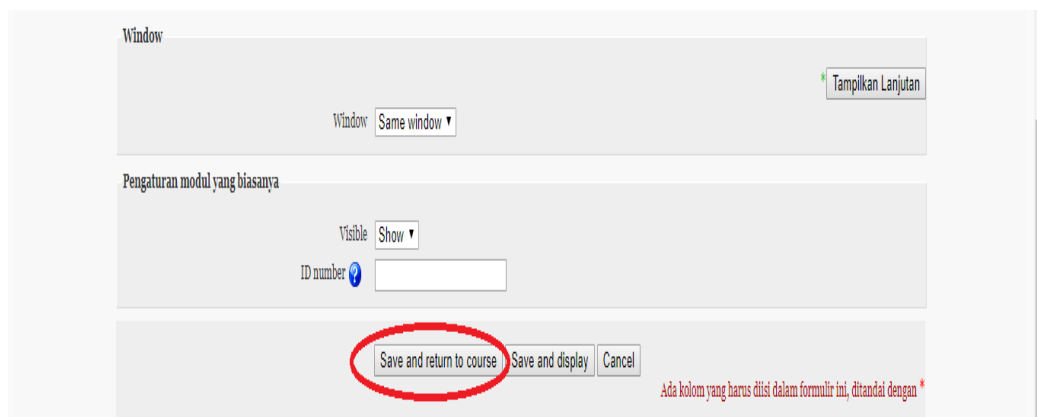 Window
* Tampilkan Lanjutan
Window Same window
Pengaturan modul yang biasanya
Visible Show
ID number ?
Save and return to course Save and display Cancel
Ada kolom yang harus diisi dalam formulir ini, ditandai dengan *